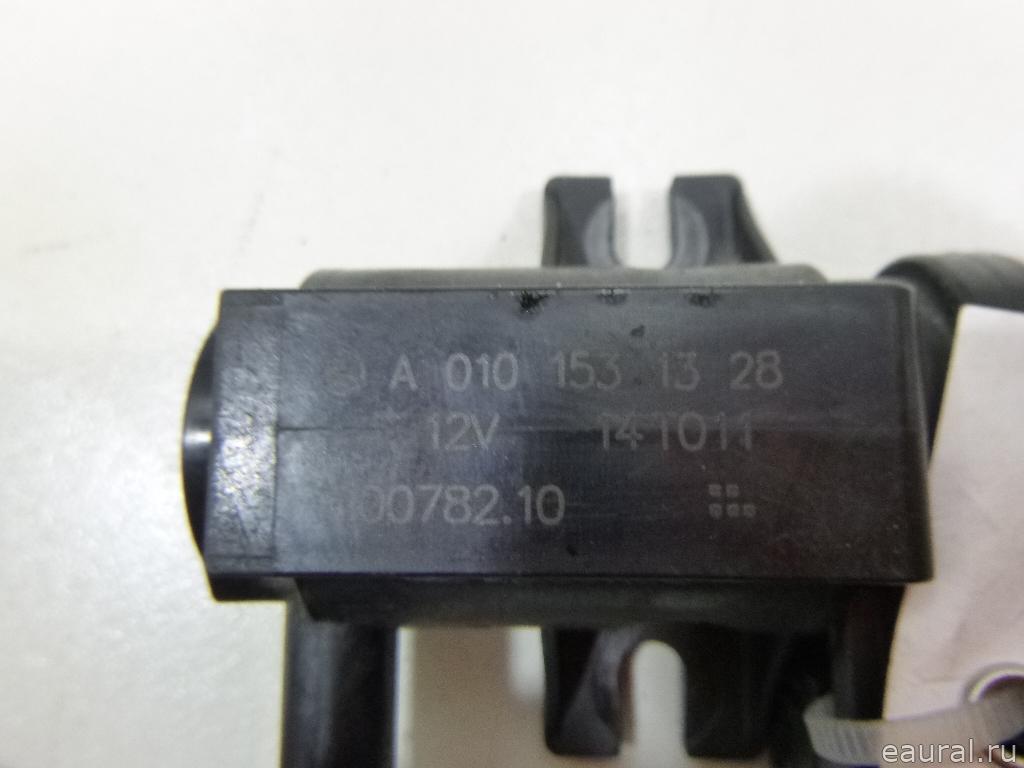 A 010 153 13 28
12V 141011
00782.10
eaural.ru